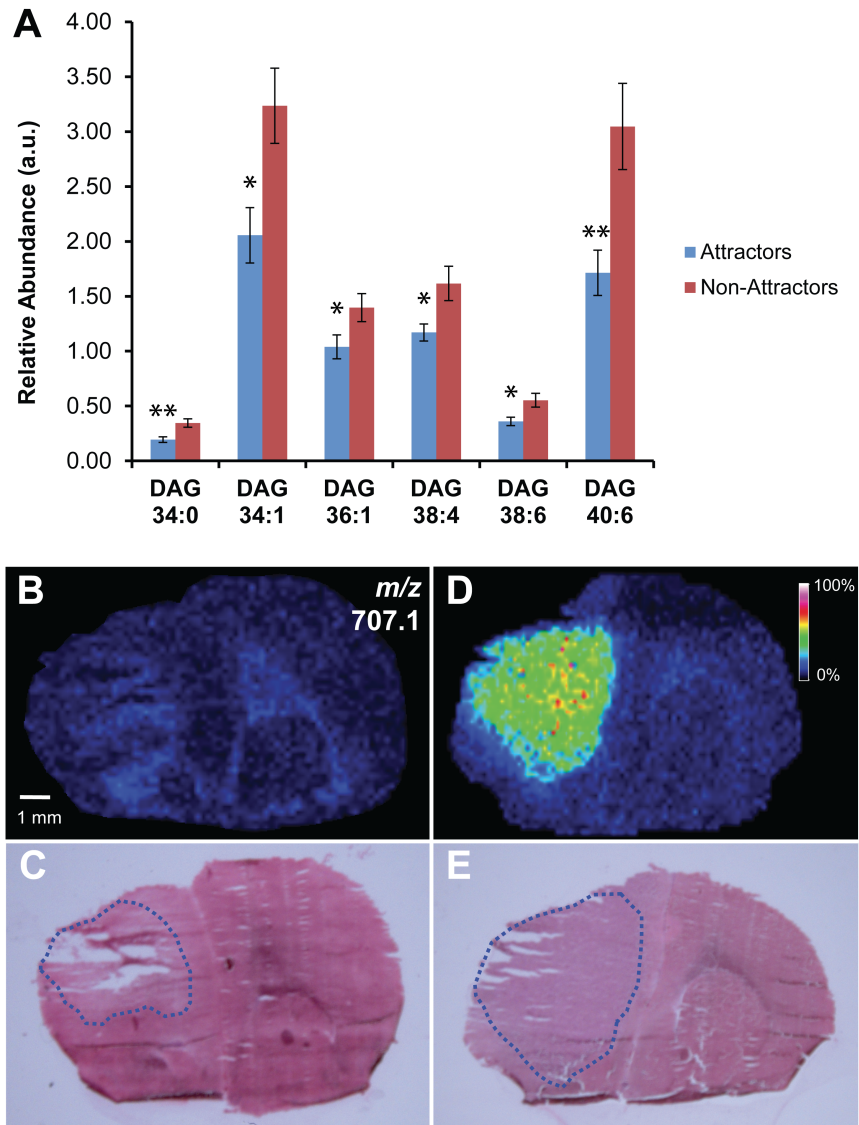 A
4.00
3.50
3.00
2.50
2.00
1.50
1.00
0.50
0.00
Relative Abundance (a.u.)
*
*
*
*
**
**
Attractors
Non-Attractors
DAG
34:0
DAG
34:1
DAG
36:1
DAG
38:4
DAG
38:6
DAG
40:6
B
m/z
707.1
1 mm
D
100%
0%
C
E